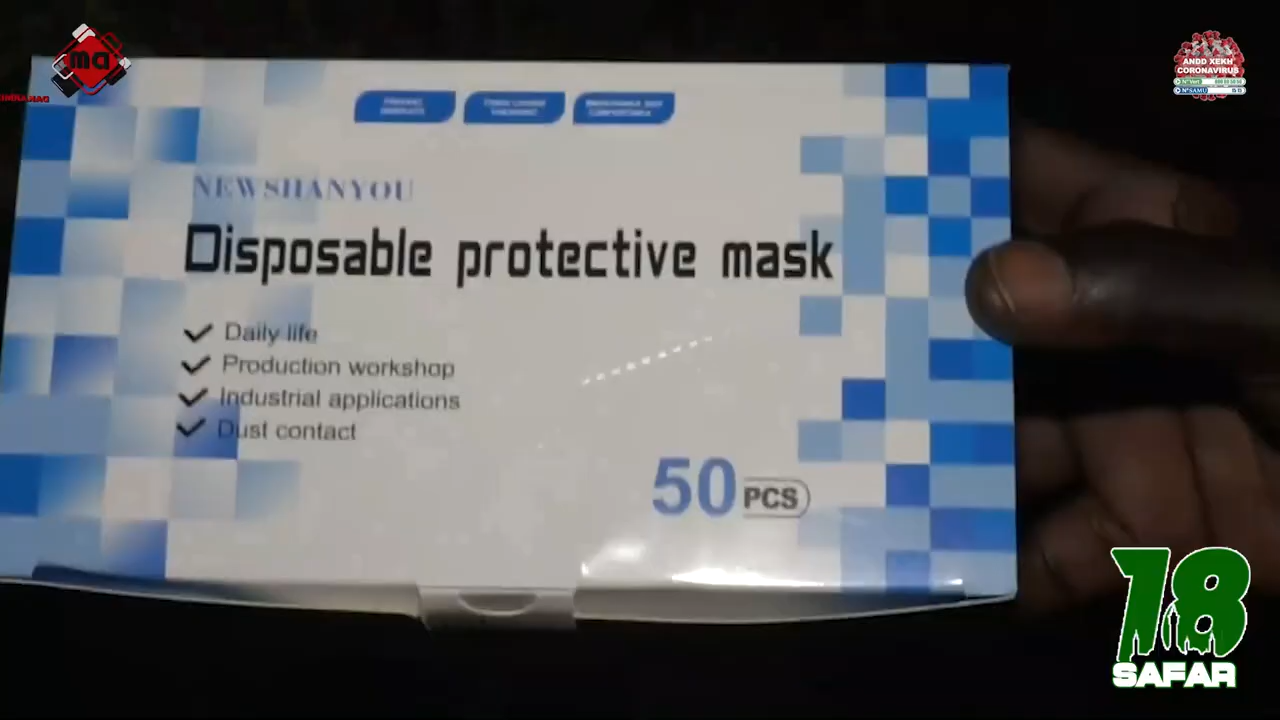 ma
ANDD XEKH
CORONAVIRUS
NEWSHANYOU
Disposable protective mask
Daily life
Production workshop
Industrial applications
Dust contact
50 PCS
18
SAFAR